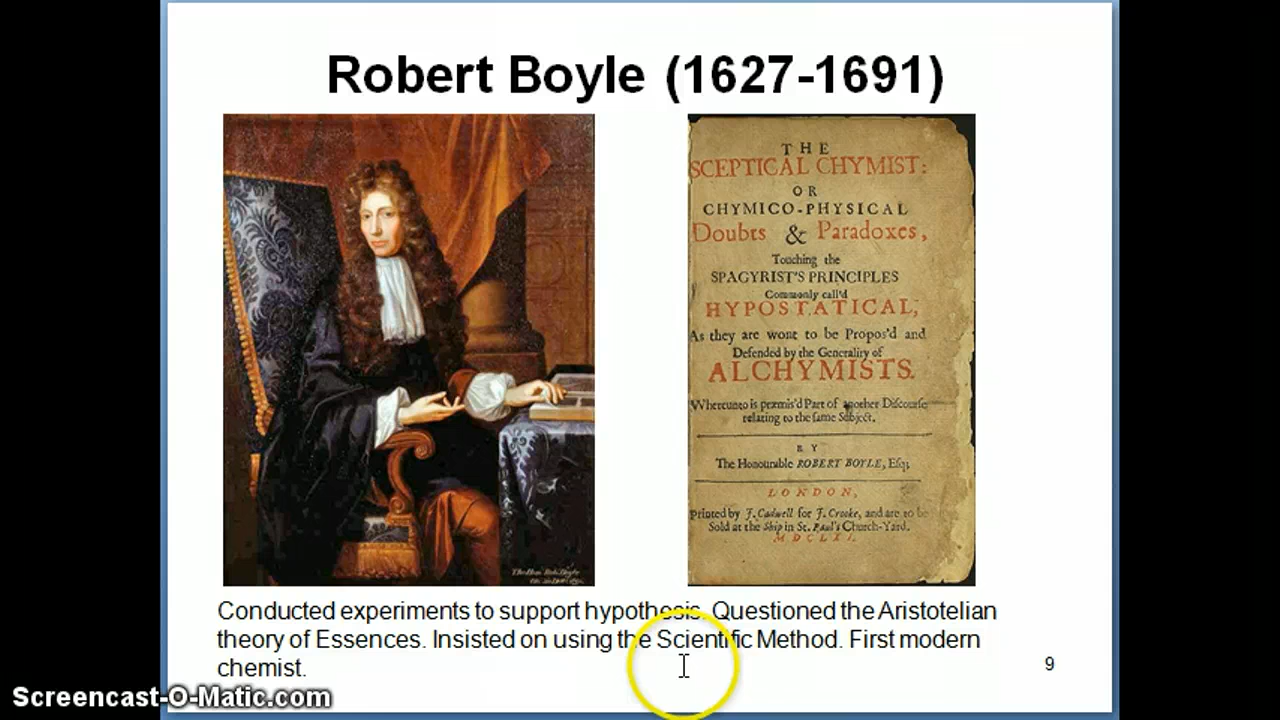 Robert Boyle (1627-1691)
THE
SCEPTICAL CHYMIST:
OR
CHYMICO-PHYSICAL
Doubts & Paradoxes,
Touching the
SPAGYRIST'S PRINCIPLES
Commonly call'd
HYPOSTATICAL,
As they are wont to be Propos'd and
Defended by the Generality of
ALCHYMISTS.
Whereunto is præmis'd Part of another Discourse
relating to the same Subject.
BY
The Honourable ROBERT BOYLE, Esq;
LONDON,
Printed by J. Cadwell for J. Crooke, and are to be
Sold at the Ship in St. Paul's Church-Yard.
MDCLXI.
Conducted experiments to support hypothesis. Questioned the Aristotelian
theory of Essences. Insisted on using the Scientific Method. First modern
chemist.
9
Screencast-O-Matic.com